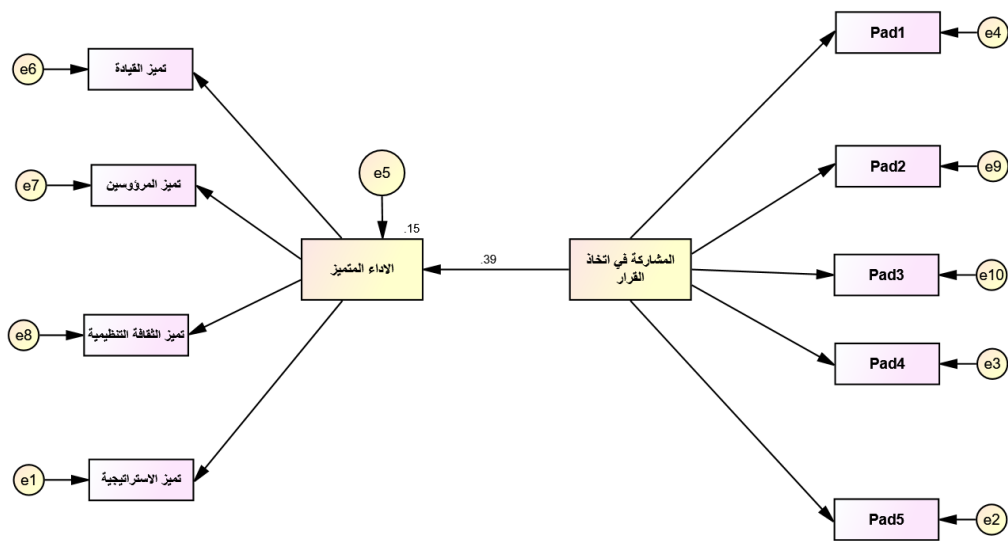 e6
تميز القيادة
e7
تميز المرؤوسين
e8
تميز الثقافة التنظيمية
e1
تميز الاستراتيجية
e5
.15
الاداء المتميز
.39
المشاركة في اتخاذ
القرار
Pad1
e4
Pad2
e9
Pad3
e10
Pad4
e3
Pad5
e2